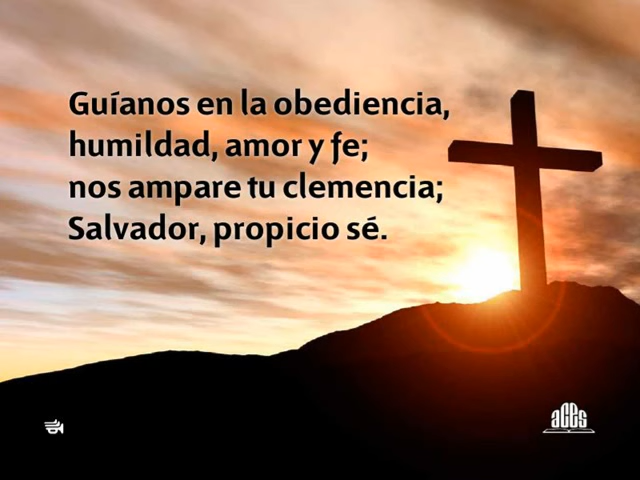 Guíanos en la obediencia,
humildad, amor y fe;
nos ampare tu clemencia;
Salvador, propicio sé.
aces